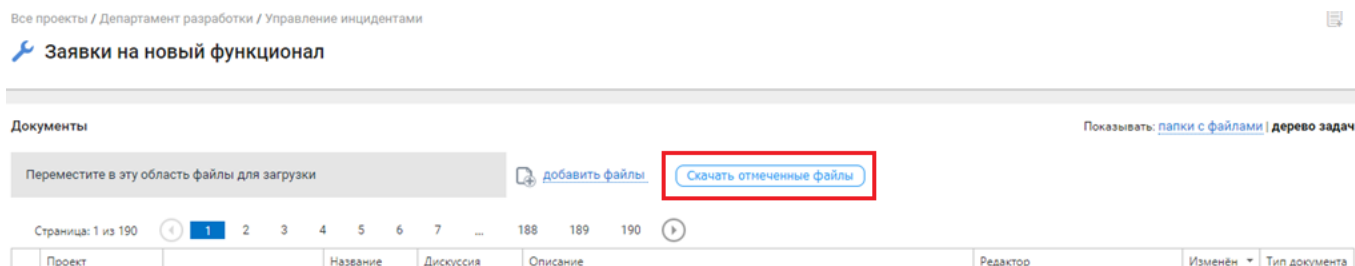 Все проекты / Департамент разработки / Управление инцидентами
Заявки на новый функционал
Документы
Показывать: папки с файлами | дерево задач
Переместите в эту область файлы для загрузки
добавить файлы
Скачать отмеченные файлы
Страница: 1 из 190 1 2 3 4 5 6 7 ... 188 189 190
Проект Название Дискуссия Описание Редактор Изменён Тип документа